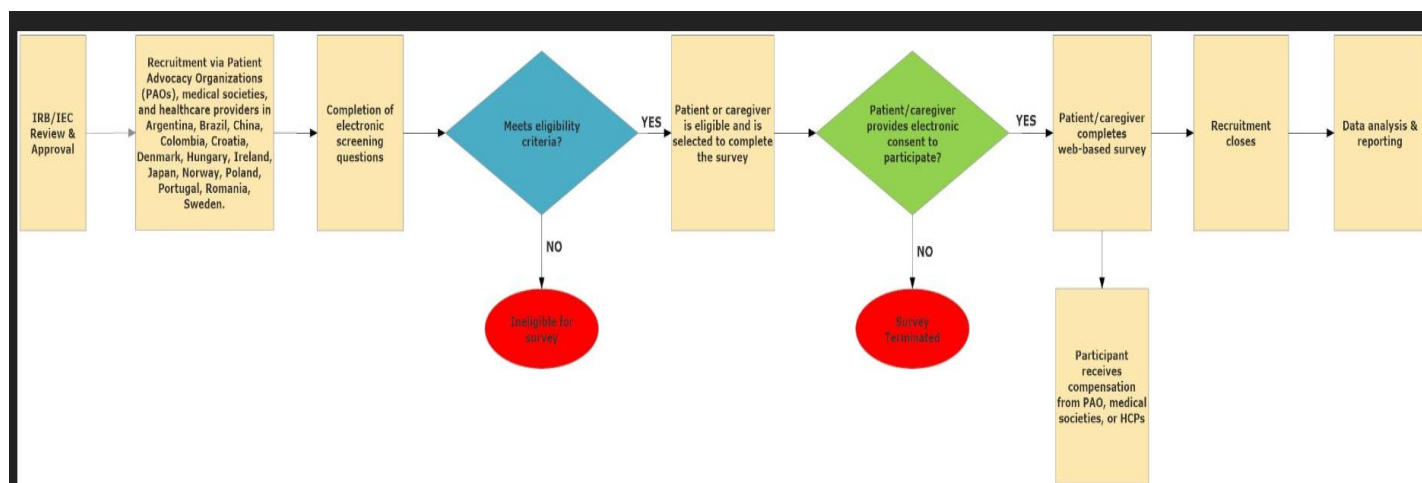 IRB/IEC
Review &
Approval
Recruitment via Patient
Advocacy Organizations
(PAOs), medical societies,
and healthcare providers in
Argentina, Brazil, China,
Colombia, Croatia,
Denmark, Hungary, Ireland,
Japan, Norway, Poland,
Portugal, Romania,
Sweden.
Completion of
electronic
screening
questions
Meets eligibility
criteria?
YES
NO
Ineligible for
survey
Patient or caregiver
is eligible and is
selected to complete
the survey
Patient/caregiver
provides electronic
consent to
participate?
YES
NO
Survey
Terminated
Patient/caregiver
completes
web-based survey
Participant
receives
compensation
from PAO, medical
societies, or HCPs
Recruitment
closes
Data analysis &
reporting